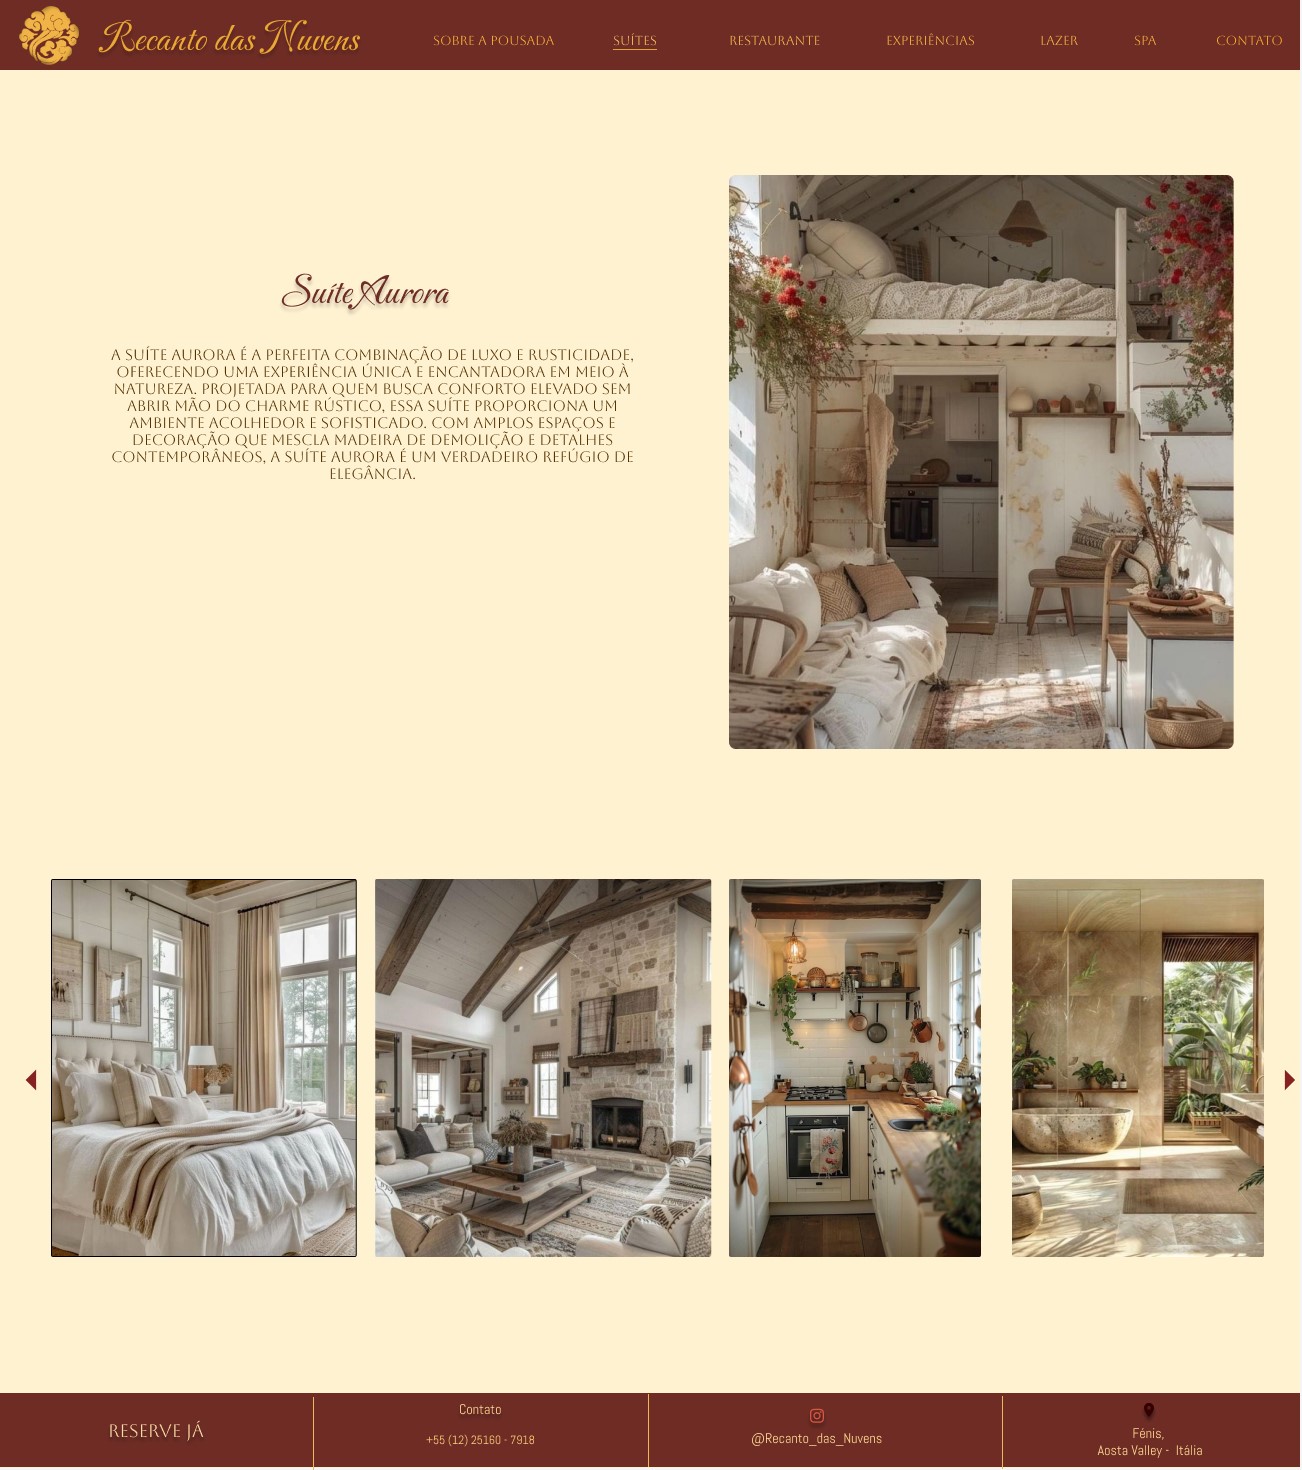 Recanto das Nuvens
SOBRE A POUSADA SUÍTES RESTAURANTE EXPERIÊNCIAS LAZER SPA CONTATO
Suíte Aurora
A SUÍTE AURORA É A PERFEITA COMBINAÇÃO DE LUXO E RUSTICIDADE,
OFERECENDO UMA EXPERIÊNCIA ÚNICA E ENCANTADORA EM MEIO À
NATUREZA. PROJETADA PARA QUEM BUSCA CONFORTO ELEVADO SEM
ABRIR MÃO DO CHARME RÚSTICO, ESSA SUÍTE PROPORCIONA UM
AMBIENTE ACOLHEDOR E SOFISTICADO. COM AMPLOS ESPAÇOS E
DECORAÇÃO QUE MESCLA MADEIRA DE DEMOLIÇÃO E DETALHES
CONTEMPORÂNEOS, A SUÍTE AURORA É UM VERDADEIRO REFÚGIO DE
ELEGÂNCIA.
RESERVE JÁ
Contato
+55 (12) 25160 - 7918
@Recanto_das_Nuvens
Fénis,
Aosta Valley - Itália